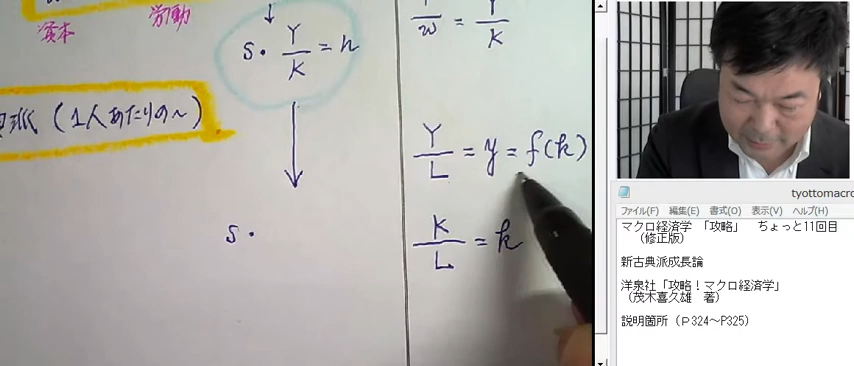 資本 労働
s・Y/K = n
(1人あたりの〜)
s・
/w = Y/K
Y/L = y = f(k)
K/L = k
tyottomacro
ファイル(F) 編集(E) 書式(O) 表示(V) ヘルプ(H)
マクロ経済学 「攻略」 ちょっと11回目
(修正版)
新古典派成長論
洋泉社「攻略！マクロ経済学」
(茂木喜久雄 著)
説明箇所（Ｐ324～P325）